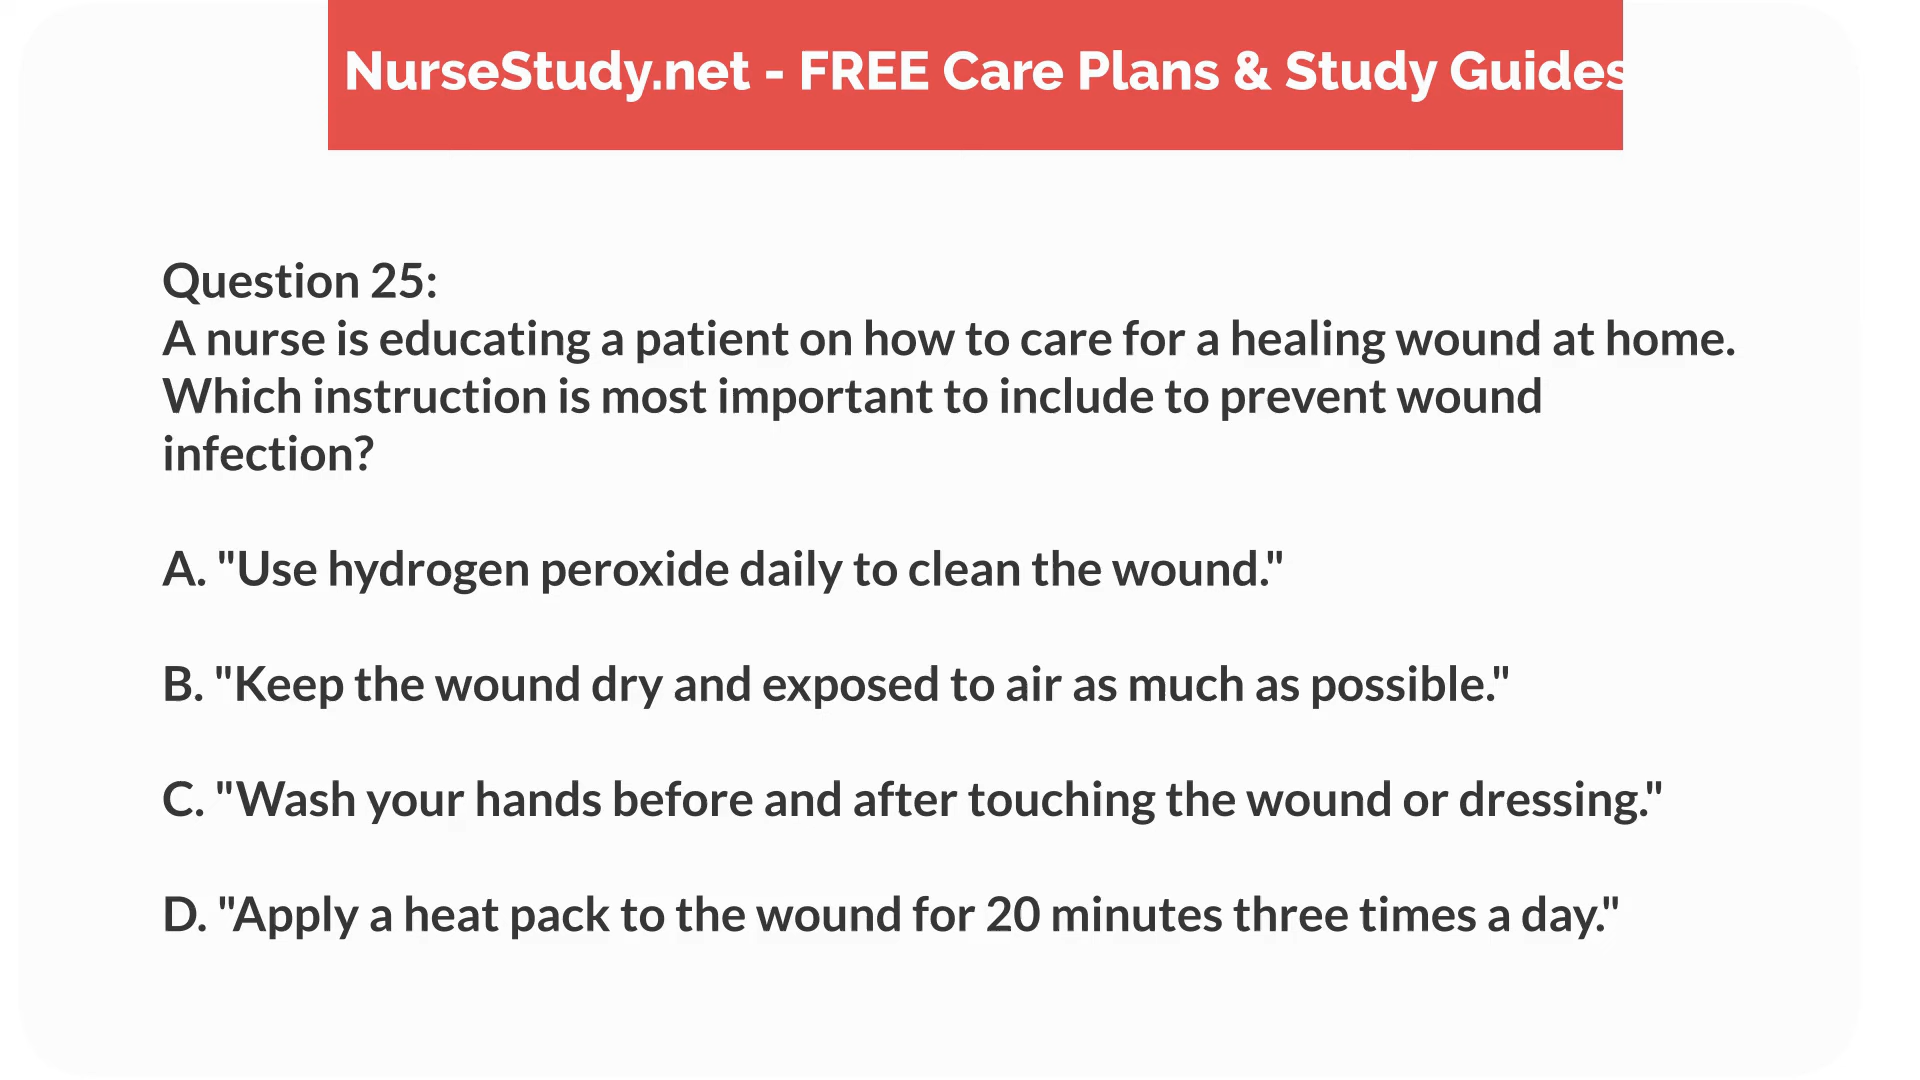 NurseStudy.net - FREE Care Plans & Study Guides
Question 25:
A nurse is educating a patient on how to care for a healing wound at home.
Which instruction is most important to include to prevent wound
infection?
A. "Use hydrogen peroxide daily to clean the wound."
B. "Keep the wound dry and exposed to air as much as possible."
C. "Wash your hands before and after touching the wound or dressing."
D. "Apply a heat pack to the wound for 20 minutes three times a day."